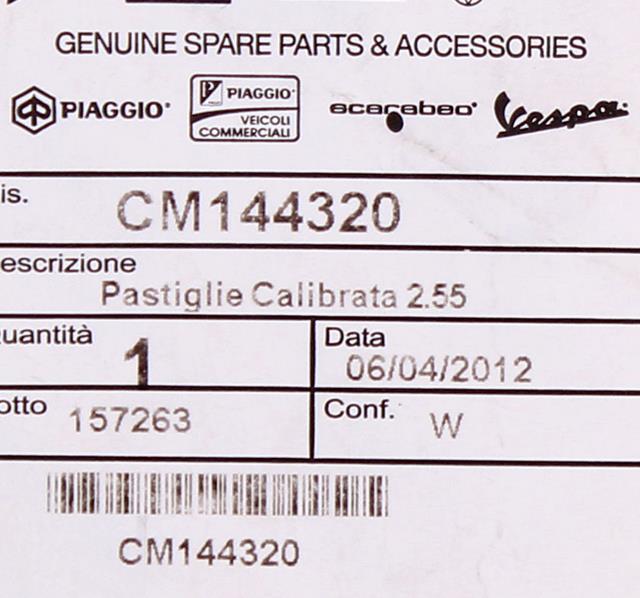 GENUINE SPARE PARTS & ACCESSORIES
PIAGGIO PIAGGIO VEICOLI COMMERCIALI scarabeo Vespa
is. CM144320
escrizione
Pastiglie Calibrata 2.55
uantità 1 Data 06/04/2012
otto 157263 Conf. W
CM144320